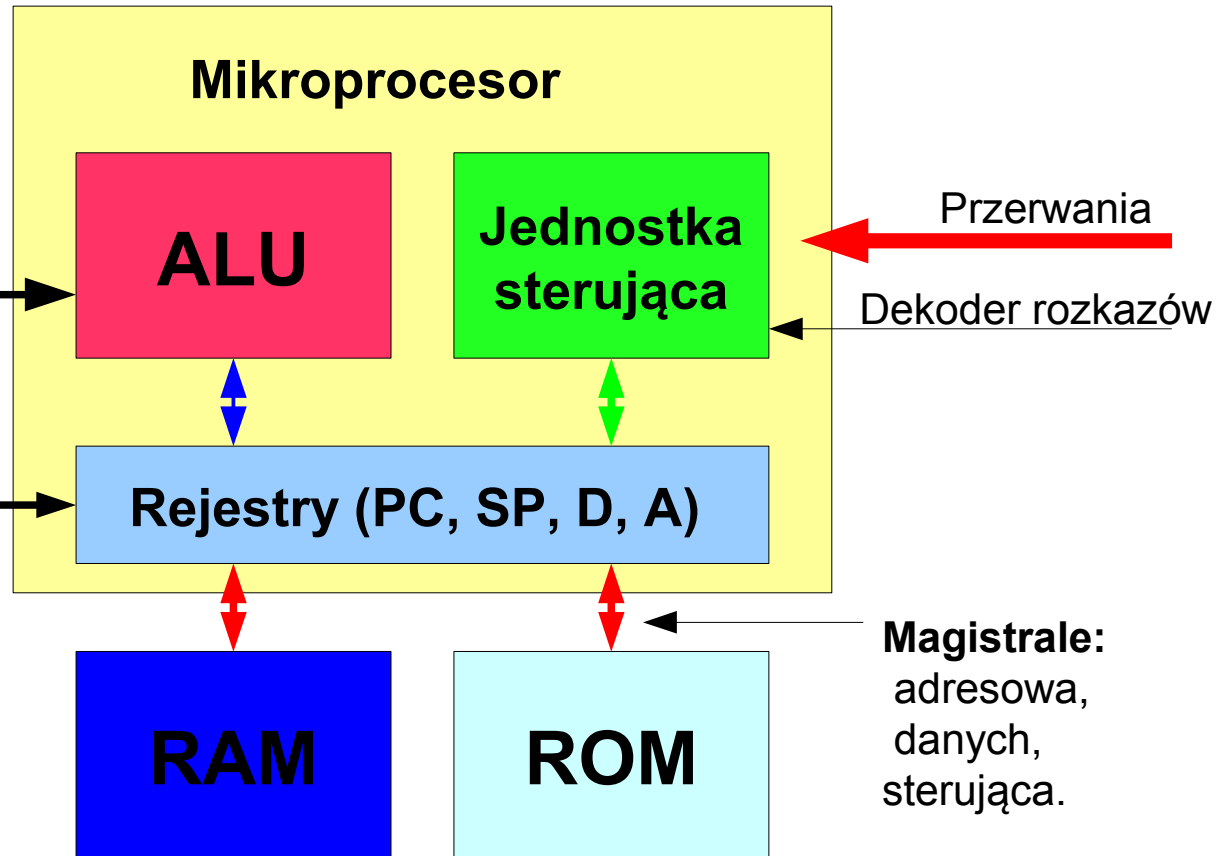 Mikroprocesor
ALU
Jednostka
sterująca
Przerwania
Dekoder rozkazów
Rejestry (PC, SP, D, A)
RAM
ROM
Magistrale:
adresowa,
danych,
sterująca.